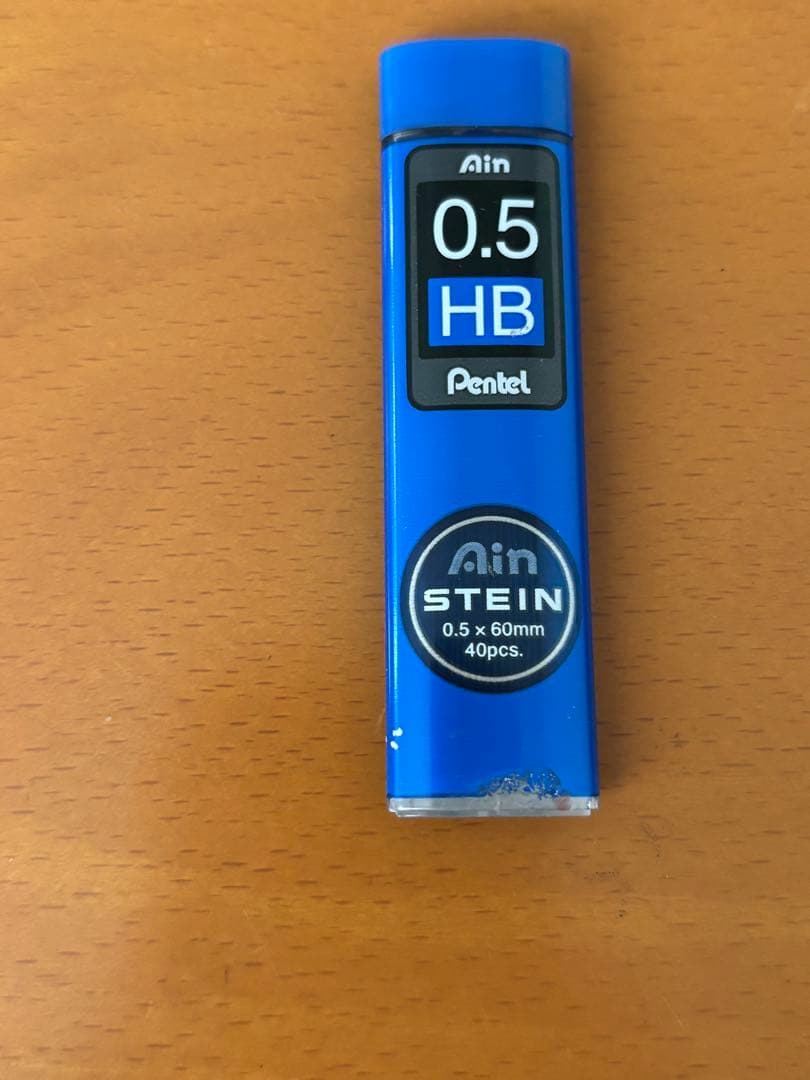 Ain
0.5
HB
Pentel
Ain
STEIN
0.5 × 60mm
40pcs.